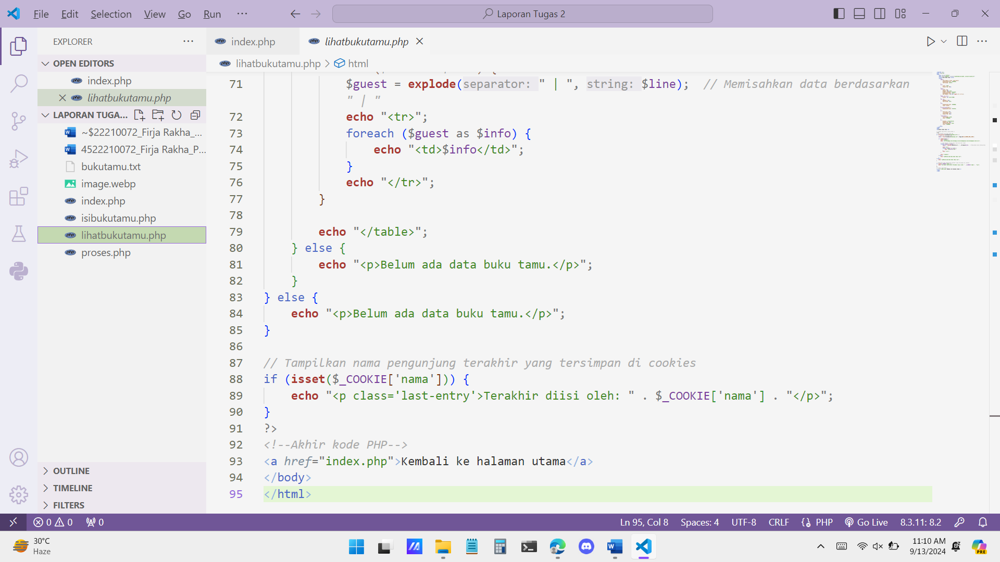 File Edit Selection View Go Run ··· Laporan Tugas 2
EXPLORER ···
OPEN EDITORS
index.php
lihatbukutamu.php
LAPORAN TUGA...
~$22210072_Firja Rakha_...
4522210072_Firja Rakha_P...
bukutamu.txt
image.webp
index.php
isibukutamu.php
lihatbukutamu.php
proses.php
OUTLINE
TIMELINE
FILTERS
index.php lihatbukutamu.php
lihatbukutamu.php > html
71 $guest = explode(separator: " | ", string: $line); // Memisahkan data berdasarkan
" | "
72 echo "<tr>";
73 foreach ($guest as $info) {
74 echo "<td>$info</td>";
75 }
76 echo "</tr>";
77 }
78
79 echo "</table>";
80 } else {
81 echo "<p>Belum ada data buku tamu.</p>";
82 }
83 } else {
84 echo "<p>Belum ada data buku tamu.</p>";
85 }
86
87 // Tampilkan nama pengunjung terakhir yang tersimpan di cookies
88 if (isset($_COOKIE['nama'])) {
89 echo "<p class='last-entry'>Terakhir diisi oleh: " . $_COOKIE['nama'] . "</p>";
90 }
91 ?>
92 <!--Akhir kode PHP-->
93 <a href="index.php">Kembali ke halaman utama</a>
94 </body>
95 </html>
0 0 0 Ln 95, Col 8 Spaces: 4 UTF-8 CRLF PHP Go Live 8.3.11: 8.2
30°C
Haze
11:10 AM
9/13/2024
PRE